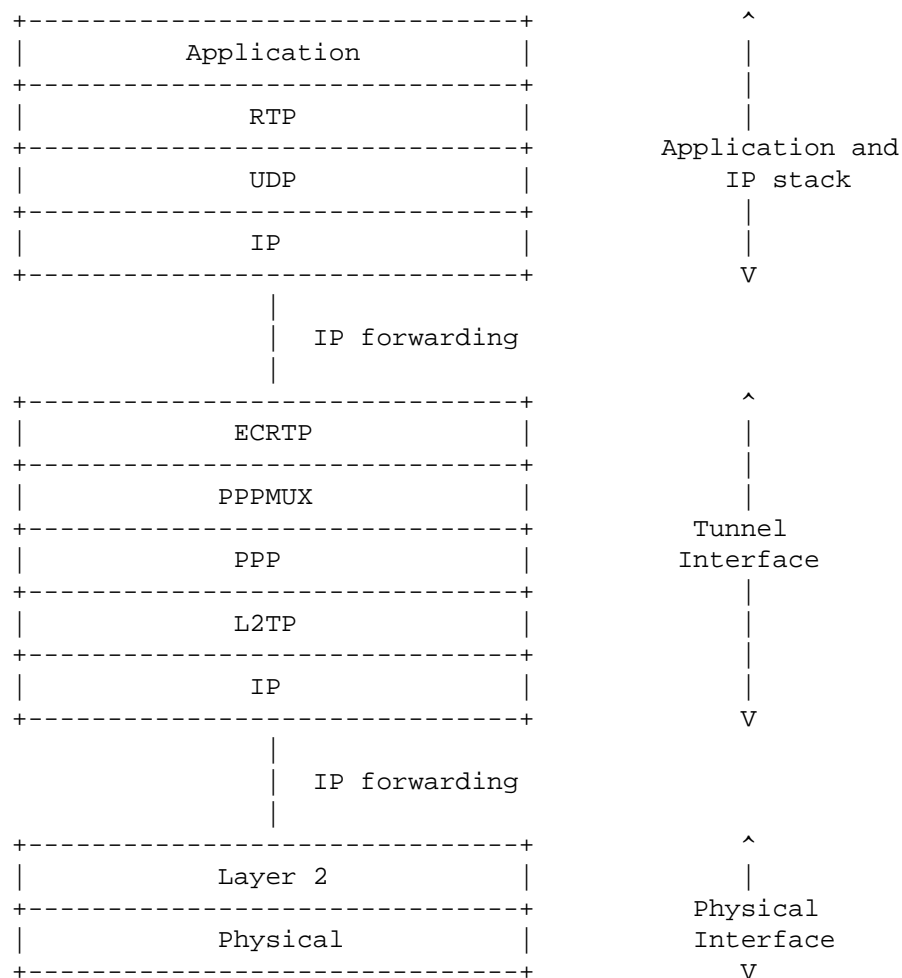 Application
RTP
Application and
UDP
IP stack
IP
V
IP forwarding
ECRTP
PPPMUX
Tunnel
PPP
Interface
L2TP
IP
V
IP forwarding
Layer 2
Physical
Physical
Interface
V